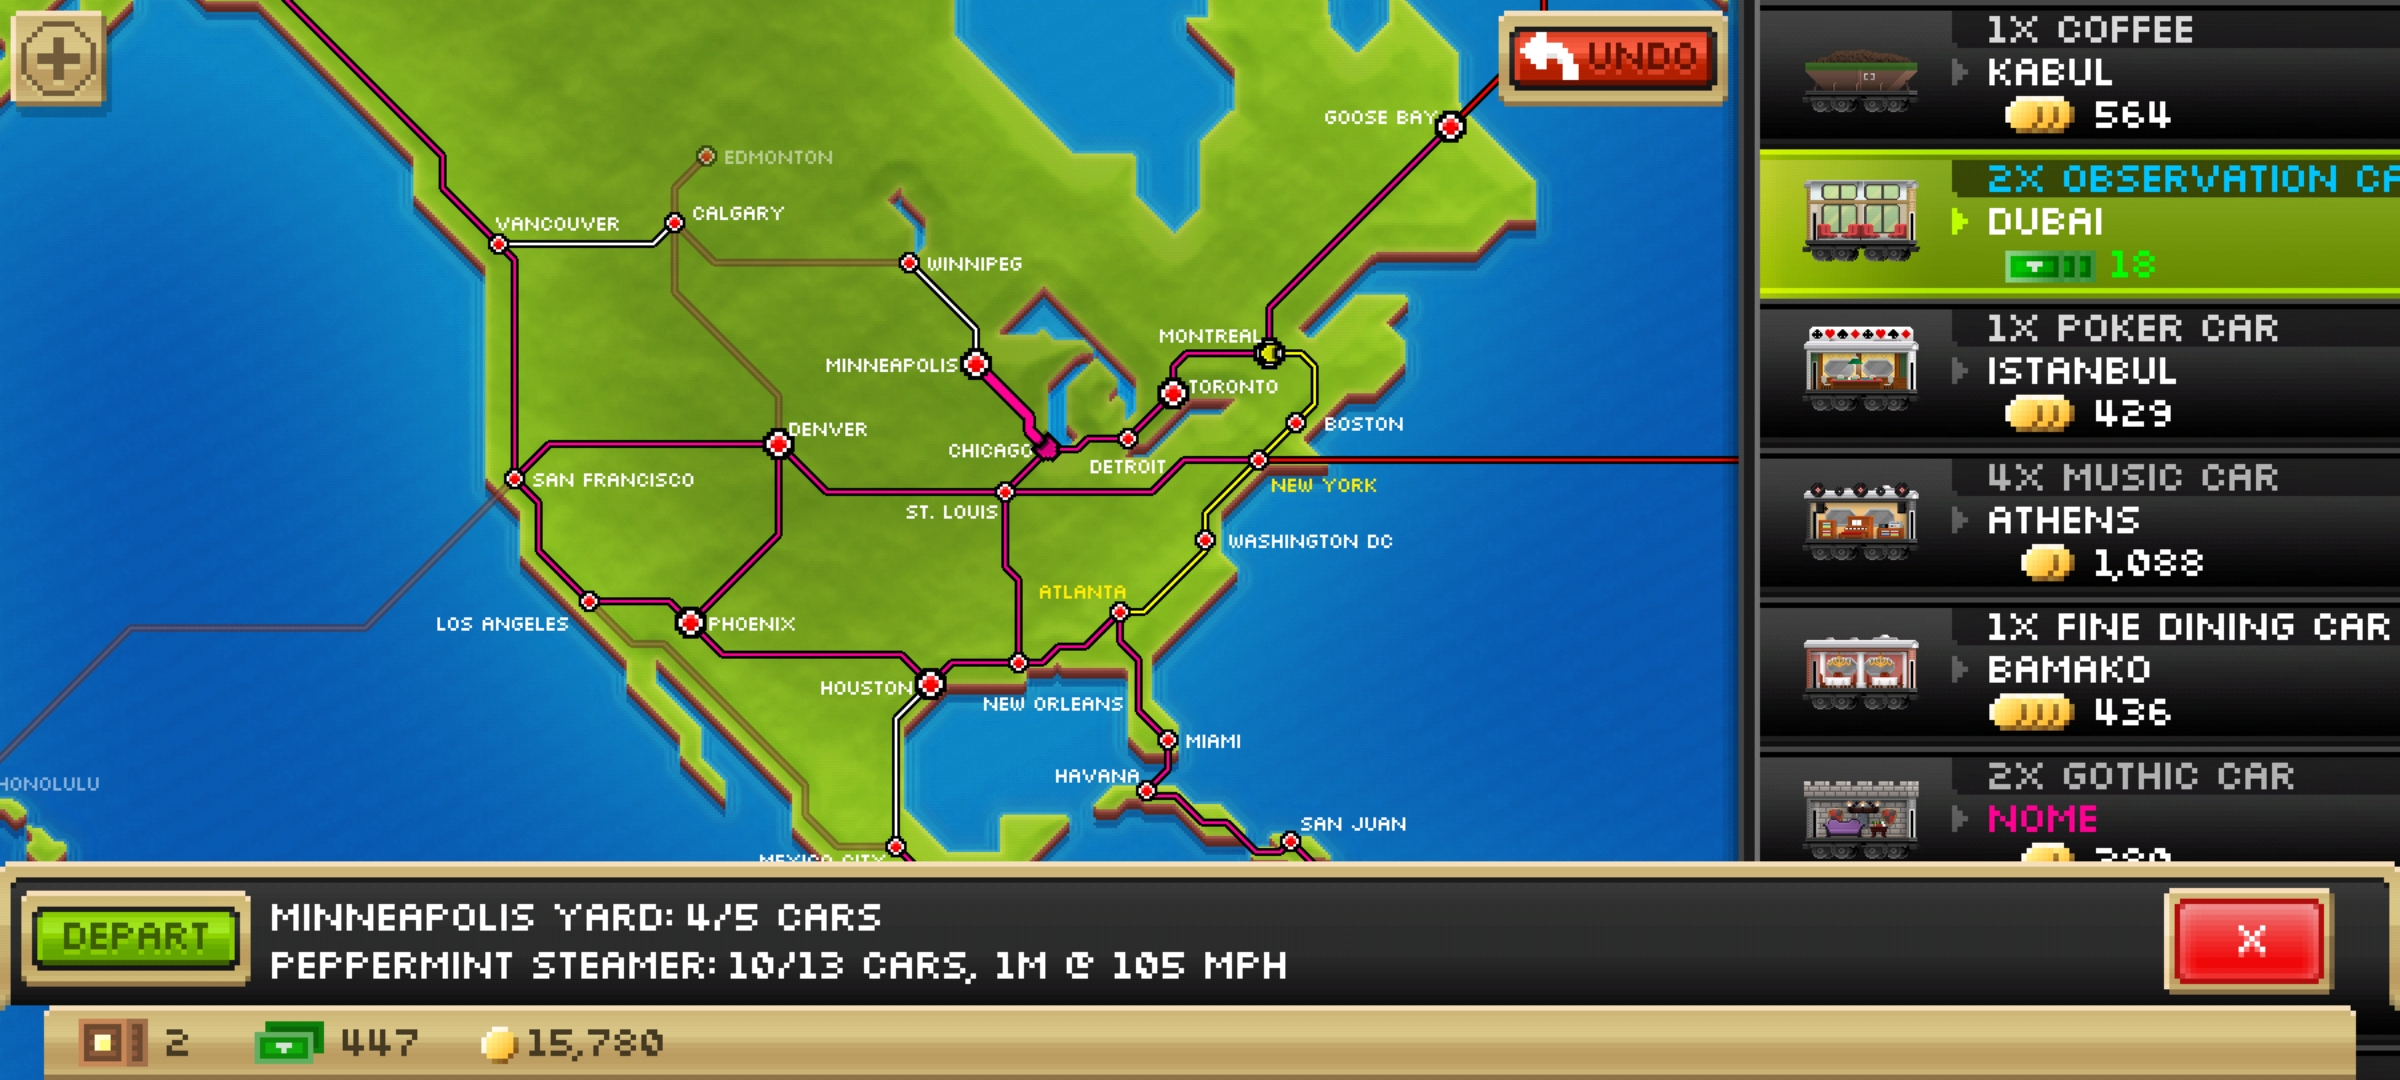 UNDO
GOOSE BAY
EDMONTON
CALGARY
VANCOUVER
WINNIPEG
MONTREAL
MINNEAPOLIS
TORONTO
BOSTON
DENVER
CHICAGO
DETROIT
SAN FRANCISCO
NEW YORK
ST. LOUIS
WASHINGTON DC
ATLANTA
LOS ANGELES
PHOENIX
HOUSTON
NEW ORLEANS
MIAMI
HAVANA
HONOLULU
SAN JUAN
MEXICO CITY
1X COFFEE
KABUL
564
2X OBSERVATION CA
DUBAI
18
1X POKER CAR
ISTANBUL
429
4X MUSIC CAR
ATHENS
1,088
1X FINE DINING CAR
BAMAKO
436
2X GOTHIC CAR
NOME
DEPART
MINNEAPOLIS YARD: 4/5 CARS
PEPPERMINT STEAMER: 10/13 CARS, 1M @ 105 MPH
X
2
447
15,780